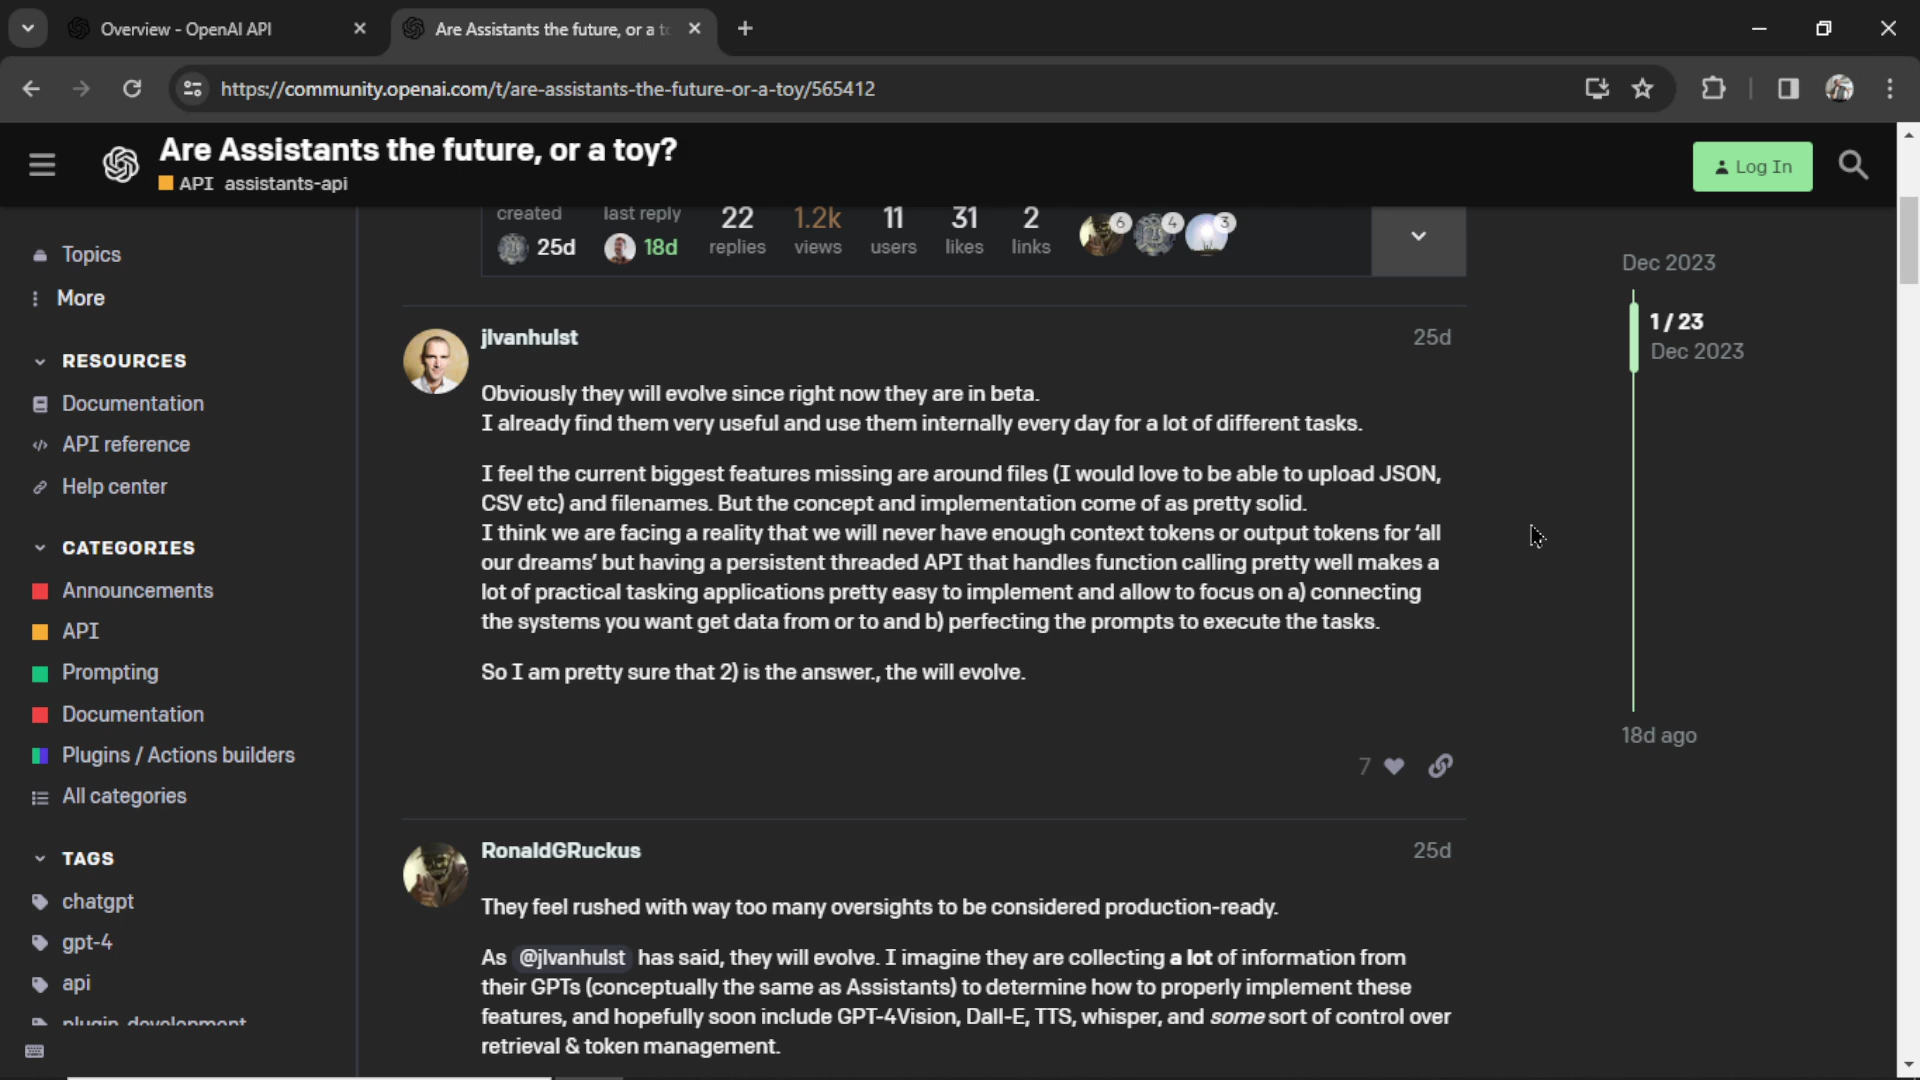 Overview - OpenAI API
Are Assistants the future, or a to
https://community.openai.com/t/are-assistants-the-future-or-a-toy/565412
Are Assistants the future, or a toy?
API assistants-api
Log In
Topics
More
RESOURCES
Documentation
API reference
Help center
CATEGORIES
Announcements
API
Prompting
Documentation
Plugins / Actions builders
All categories
TAGS
chatgpt
gpt-4
api
plugin-development
created
25d
last reply
18d
22
replies
1.2k
views
11
users
31
likes
2
links
6
4
3
jlvanhulst
25d
Obviously they will evolve since right now they are in beta.
I already find them very useful and use them internally every day for a lot of different tasks.
I feel the current biggest features missing are around files (I would love to be able to upload JSON,
CSV etc) and filenames. But the concept and implementation come of as pretty solid.
I think we are facing a reality that we will never have enough context tokens or output tokens for ‘all
our dreams’ but having a persistent threaded API that handles function calling pretty well makes a
lot of practical tasking applications pretty easy to implement and allow to focus on a) connecting
the systems you want get data from or to and b) perfecting the prompts to execute the tasks.
So I am pretty sure that 2) is the answer., the will evolve.
7
RonaldGRuckus
25d
They feel rushed with way too many oversights to be considered production-ready.
As @jlvanhulst has said, they will evolve. I imagine they are collecting a lot of information from
their GPTs (conceptually the same as Assistants) to determine how to properly implement these
features, and hopefully soon include GPT-4Vision, Dall-E, TTS, whisper, and some sort of control over
retrieval & token management.
Dec 2023
1 / 23
Dec 2023
18d ago